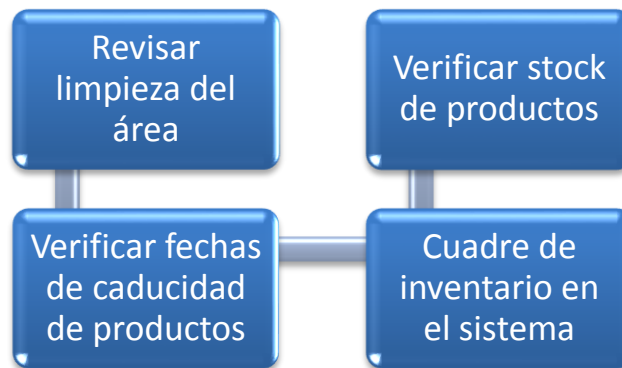 Revisar
limpieza del
área
Verificar fechas
de caducidad
de productos
Cuadre de
inventario en
el sistema
Verificar stock
de productos